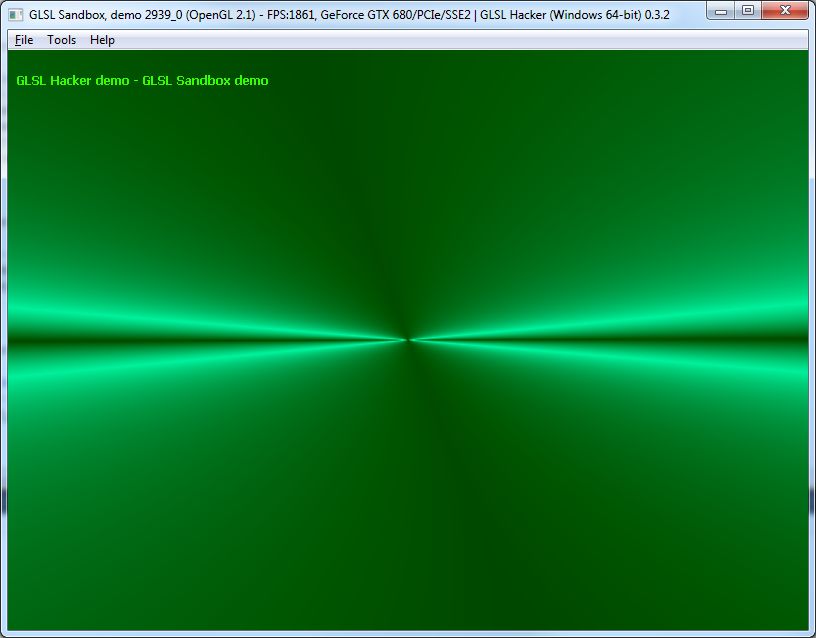 GLSL Sandbox, demo 2939_0 (OpenGL 2.1) - FPS:1861, GeForce GTX 680/PCIe/SSE2 | GLSL Hacker (Windows 64-bit) 0.3.2
File Tools Help
GLSL Hacker demo - GLSL Sandbox demo